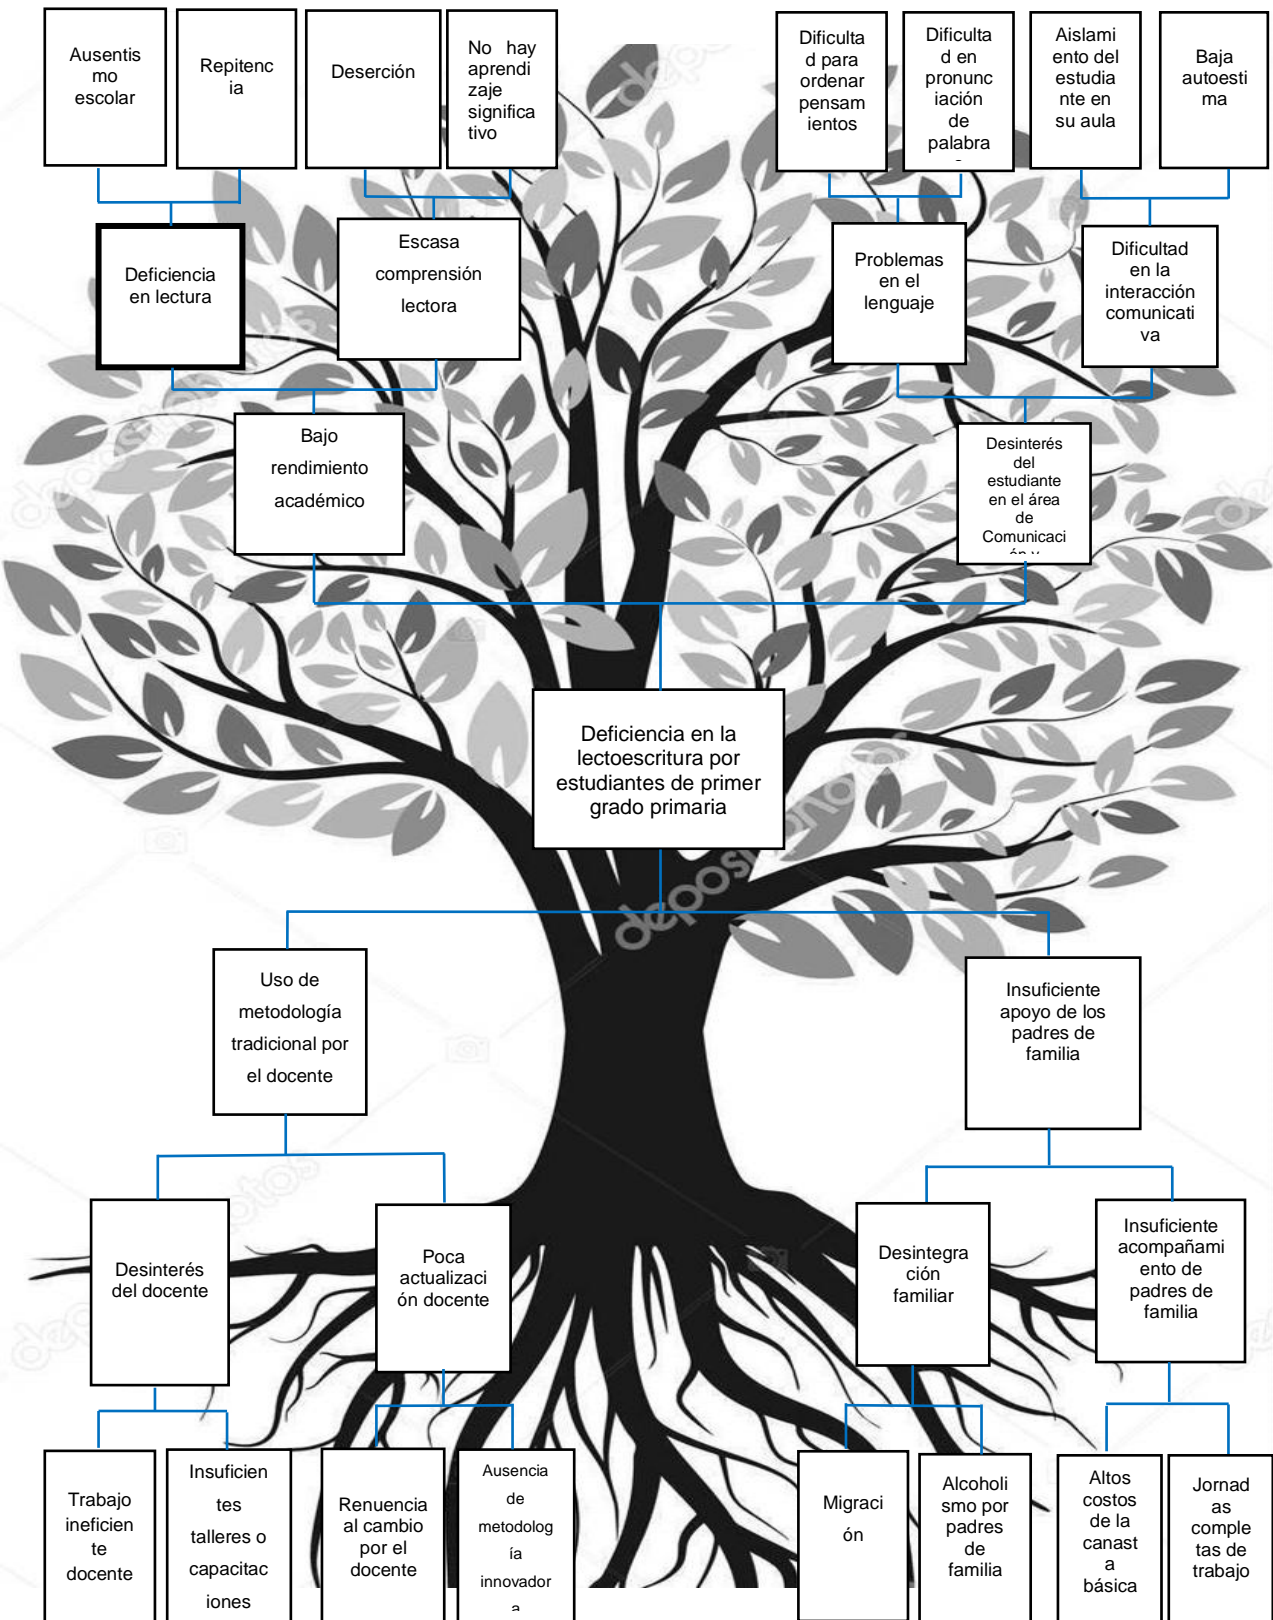 Ausentis
mo
escolar
Repitenc
ia
Deserción
No hay
aprendi
zaje
significa
tivo
Dificulta
d para
ordenar
pensam
ientos
Dificulta
d en
pronunc
iación
de
palabra
Aislami
ento del
estudia
nte en
su aula
Baja
autoesti
ma
Deficiencia
en lectura
Escasa
comprensión
lectora
Problemas
en el
lenguaje
Dificultad
en la
interacción
comunicati
va
Bajo
rendimiento
académico
Desinterés
del
estudiante
en el área
de
Comunicaci
ón y
Deficiencia en la
lectoescritura por
estudiantes de primer
grado primaria
depositphotos
Uso de
metodología
tradicional por
el docente
Insuficiente
apoyo de los
padres de
familia
Desinterés
del docente
Poca
actualizaci
ón docente
Desintegra
ción
familiar
Insuficiente
acompañami
ento de
padres de
familia
Trabajo
ineficien
te
docente
Insuficien
tes
talleres o
capacitac
iones
Renuencia
al cambio
por el
docente
Ausencia
de
metodolog
ía
innovador
a
Migraci
ón
Alcoholi
smo por
padres
de
familia
Altos
costos
de la
canast
a
básica
Jornad
as
comple
tas de
trabajo